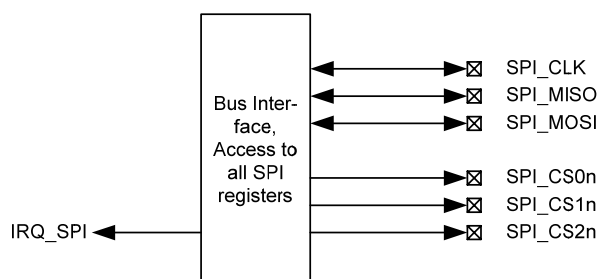 Bus Inter-
face,
Access to
all SPI
registers
SPI_CLK
SPI_MISO
SPI_MOSI
SPI_CS0n
SPI_CS1n
SPI_CS2n
IRQ_SPI